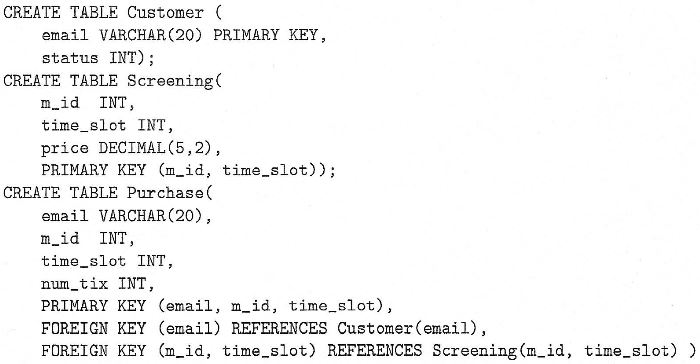 CREATE TABLE Customer (
    email VARCHAR(20) PRIMARY KEY,
    status INT);
CREATE TABLE Screening(
    m_id  INT,
    time_slot INT,
    price DECIMAL(5,2),
    PRIMARY KEY (m_id, time_slot));
CREATE TABLE Purchase(
    email VARCHAR(20),
    m_id  INT,
    time_slot INT,
    num_tix INT,
    PRIMARY KEY (email, m_id, time_slot),
    FOREIGN KEY (email) REFERENCES Customer(email),
    FOREIGN KEY (m_id, time_slot) REFERENCES Screening(m_id, time_slot) )